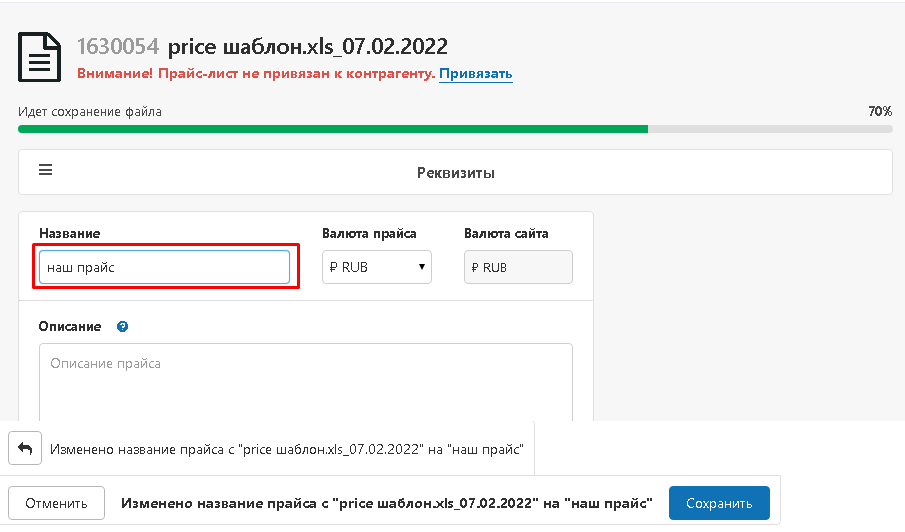 1630054 price шаблон.xls_07.02.2022
Внимание! Прайс-лист не привязан к контрагенту. Привязать
Идет сохранение файла 70%
Реквизиты
Название Валюта прайса Валюта сайта
наш прайс ₽ RUB ₽ RUB
Описание ?
Описание прайса
Изменено название прайса с "price шаблон.xls_07.02.2022" на "наш прайс"
Отменить Изменено название прайса с "price шаблон.xls_07.02.2022" на "наш прайс" Сохранить